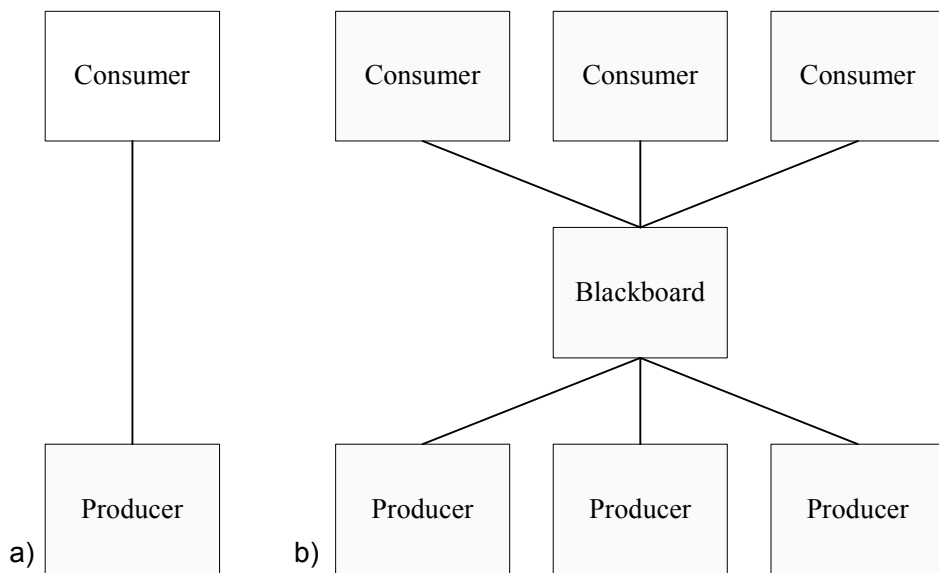 Consumer
Consumer
Consumer
Consumer
Blackboard
Producer
Producer
Producer
Producer
a)
b)